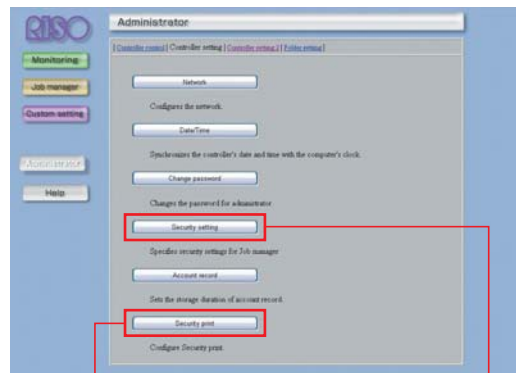 RISO
Administrator
[ Controller control | Controller setting | Controller setting 2 | Folder setting ]
Monitoring
Job manager
Custom setting
Administrator
Help
Network
Configures the network.
Date/Time
Synchronizes the controller's date and time with the computer's clock.
Change password
Changes the password for administrator
Security setting
Specifies security settings for Job manager
Account record
Sets the storage duration of account record.
Security print
Configure Security print.